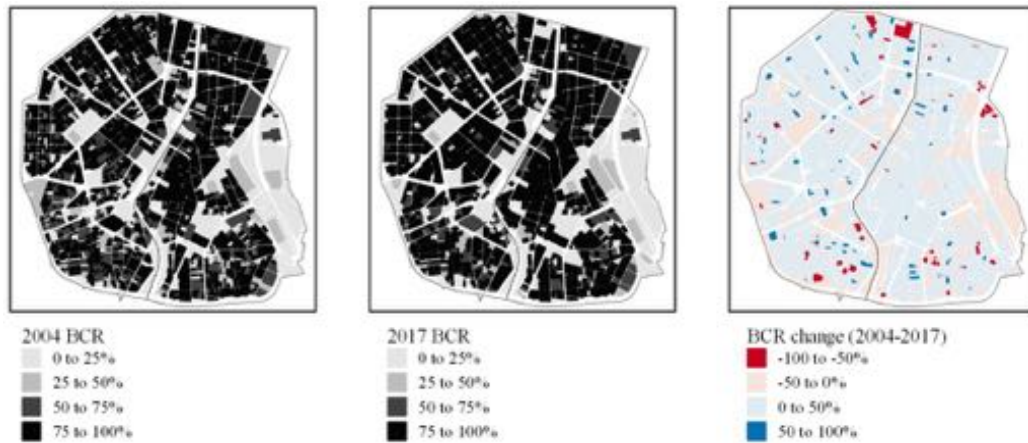 2004 BCR
0 to 25%
25 to 50%
50 to 75%
75 to 100%
2017 BCR
0 to 25%
25 to 50%
50 to 75%
75 to 100%
BCR change (2004-2017)
-100 to -50%
-50 to 0%
0 to 50%
50 to 100%